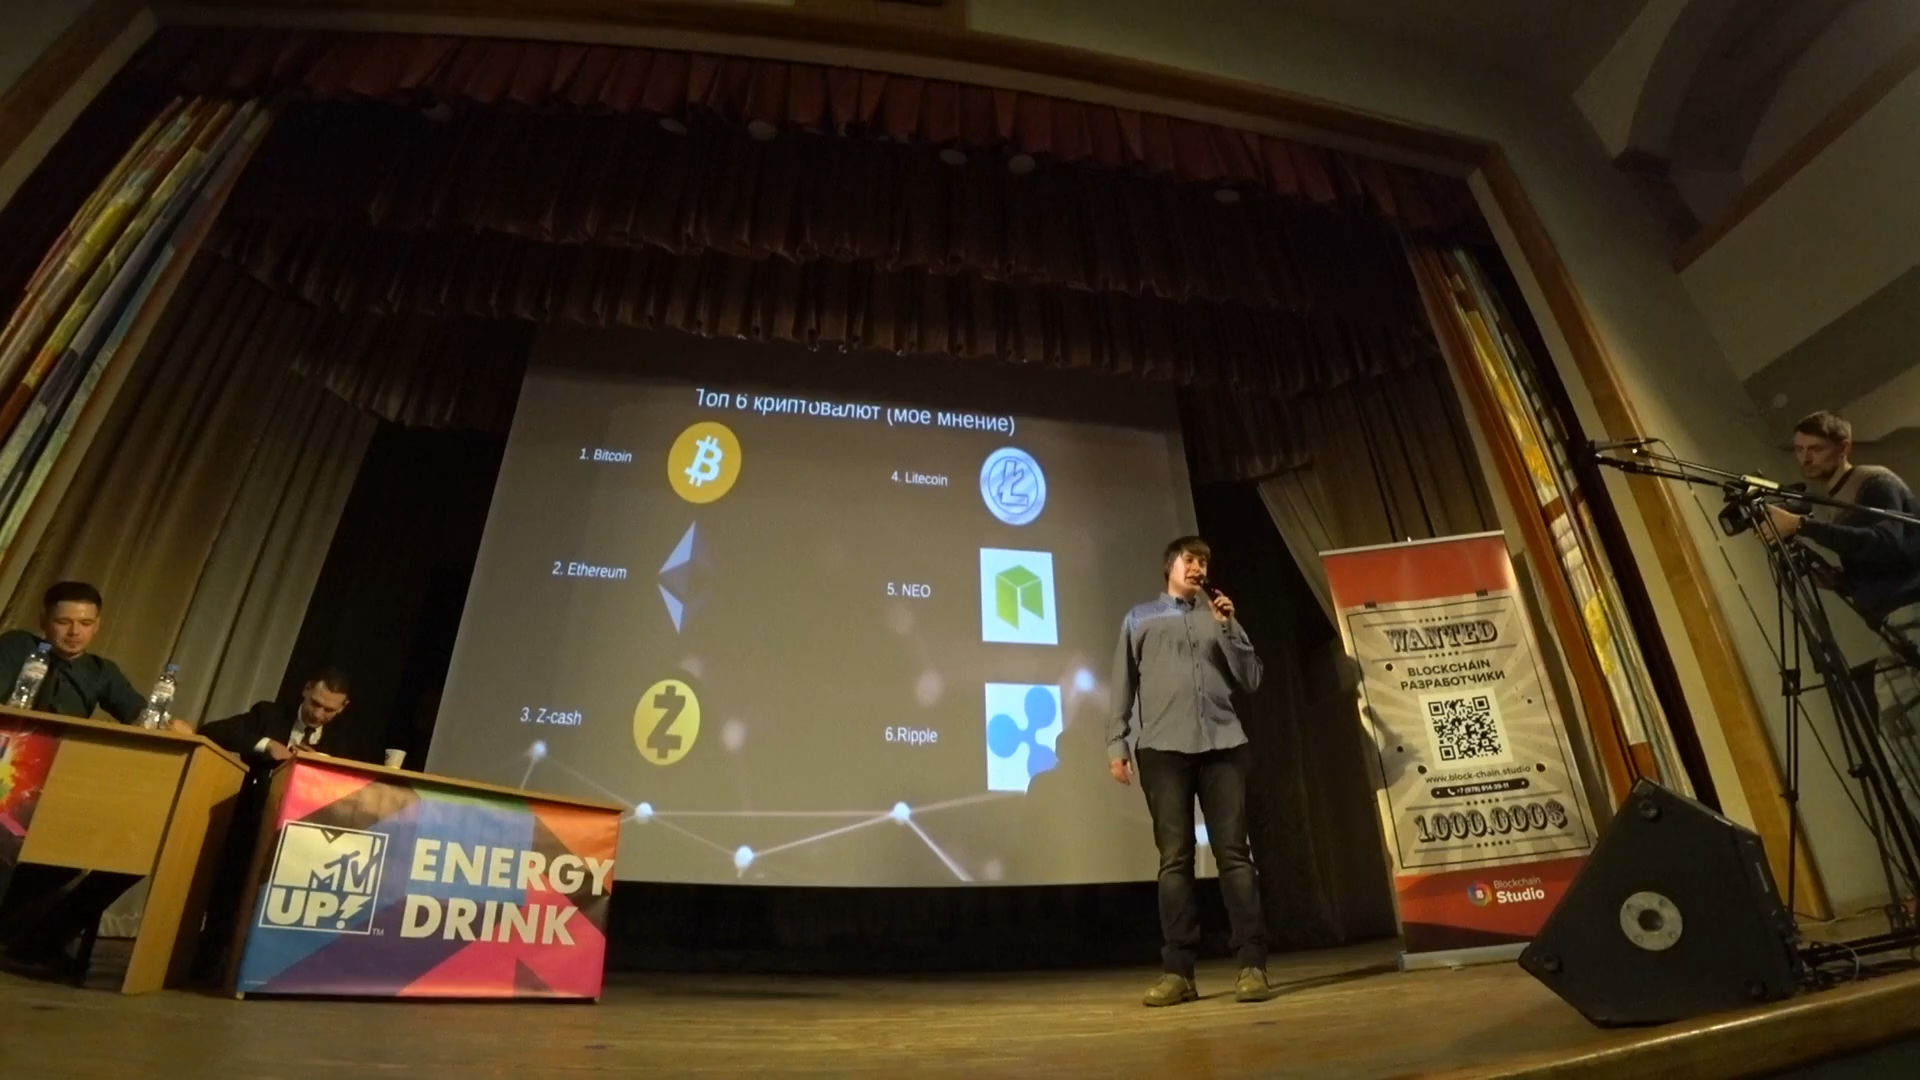 Топ 6 криптовалют (мое мнение)
1. Bitcoin
2. Ethereum
3. Z-cash
4. Litecoin
5. NEO
6.Ripple
MTV
UP!
TM
ENERGY
DRINK
WANTED
BLOCKCHAIN
РАЗРАБОТЧИКИ
www.block-chain.studio
1.000.000$
Blockchain
Studio